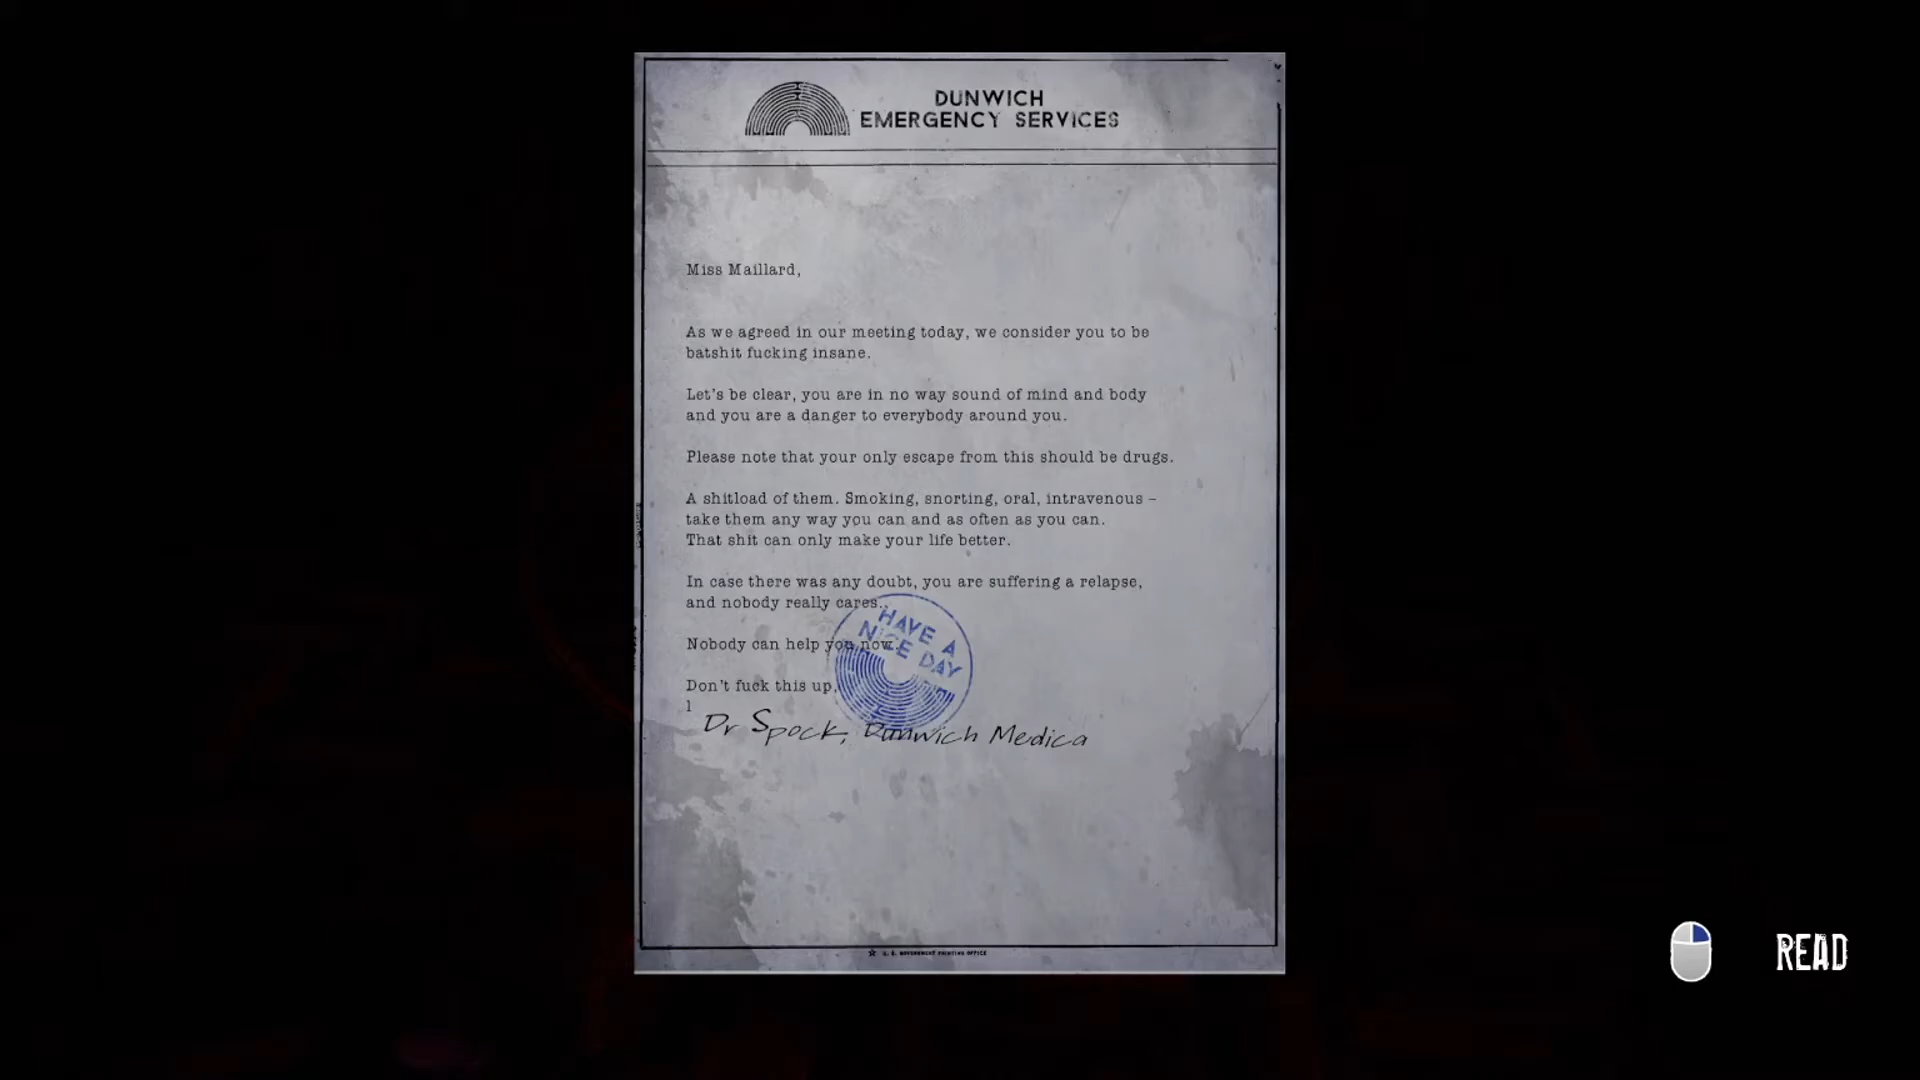 DUNWICH
EMERGENCY SERVICES
Miss Maillard,
As we agreed in our meeting today, we consider you to be
batshit fucking insane.
Let's be clear, you are in no way sound of mind and body
and you are a danger to everybody around you.
Please note that your only escape from this should be drugs.
A shitload of them. Smoking, snorting, oral, intravenous –
take them any way you can and as often as you can.
That shit can only make your life better.
In case there was any doubt, you are suffering a relapse,
and nobody really cares.
Nobody can help you now.
HAVE A
NICE DAY
Don't fuck this up,
l
Dr Spock, Dunwich Medica
U. S. GOVERNMENT PRINTING OFFICE
READ